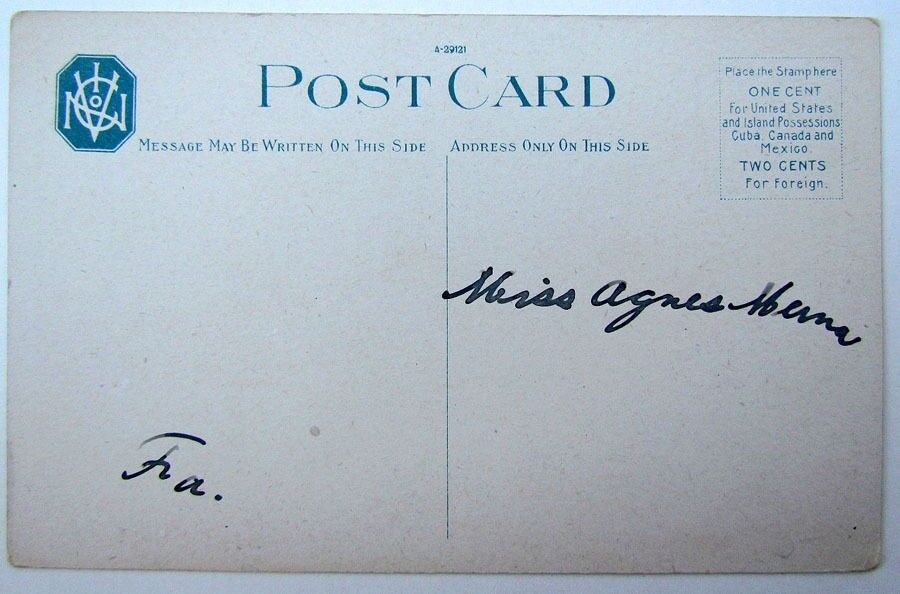 A-29121
POST CARD
MESSAGE MAY BE WRITTEN ON THIS SIDE
ADDRESS ONLY ON THIS SIDE
Place the Stamp here
ONE CENT
For United States
and Island Possessions
Cuba, Canada and
Mexico.
TWO CENTS
For Foreign.
Miss Agnes Merna
Fra.